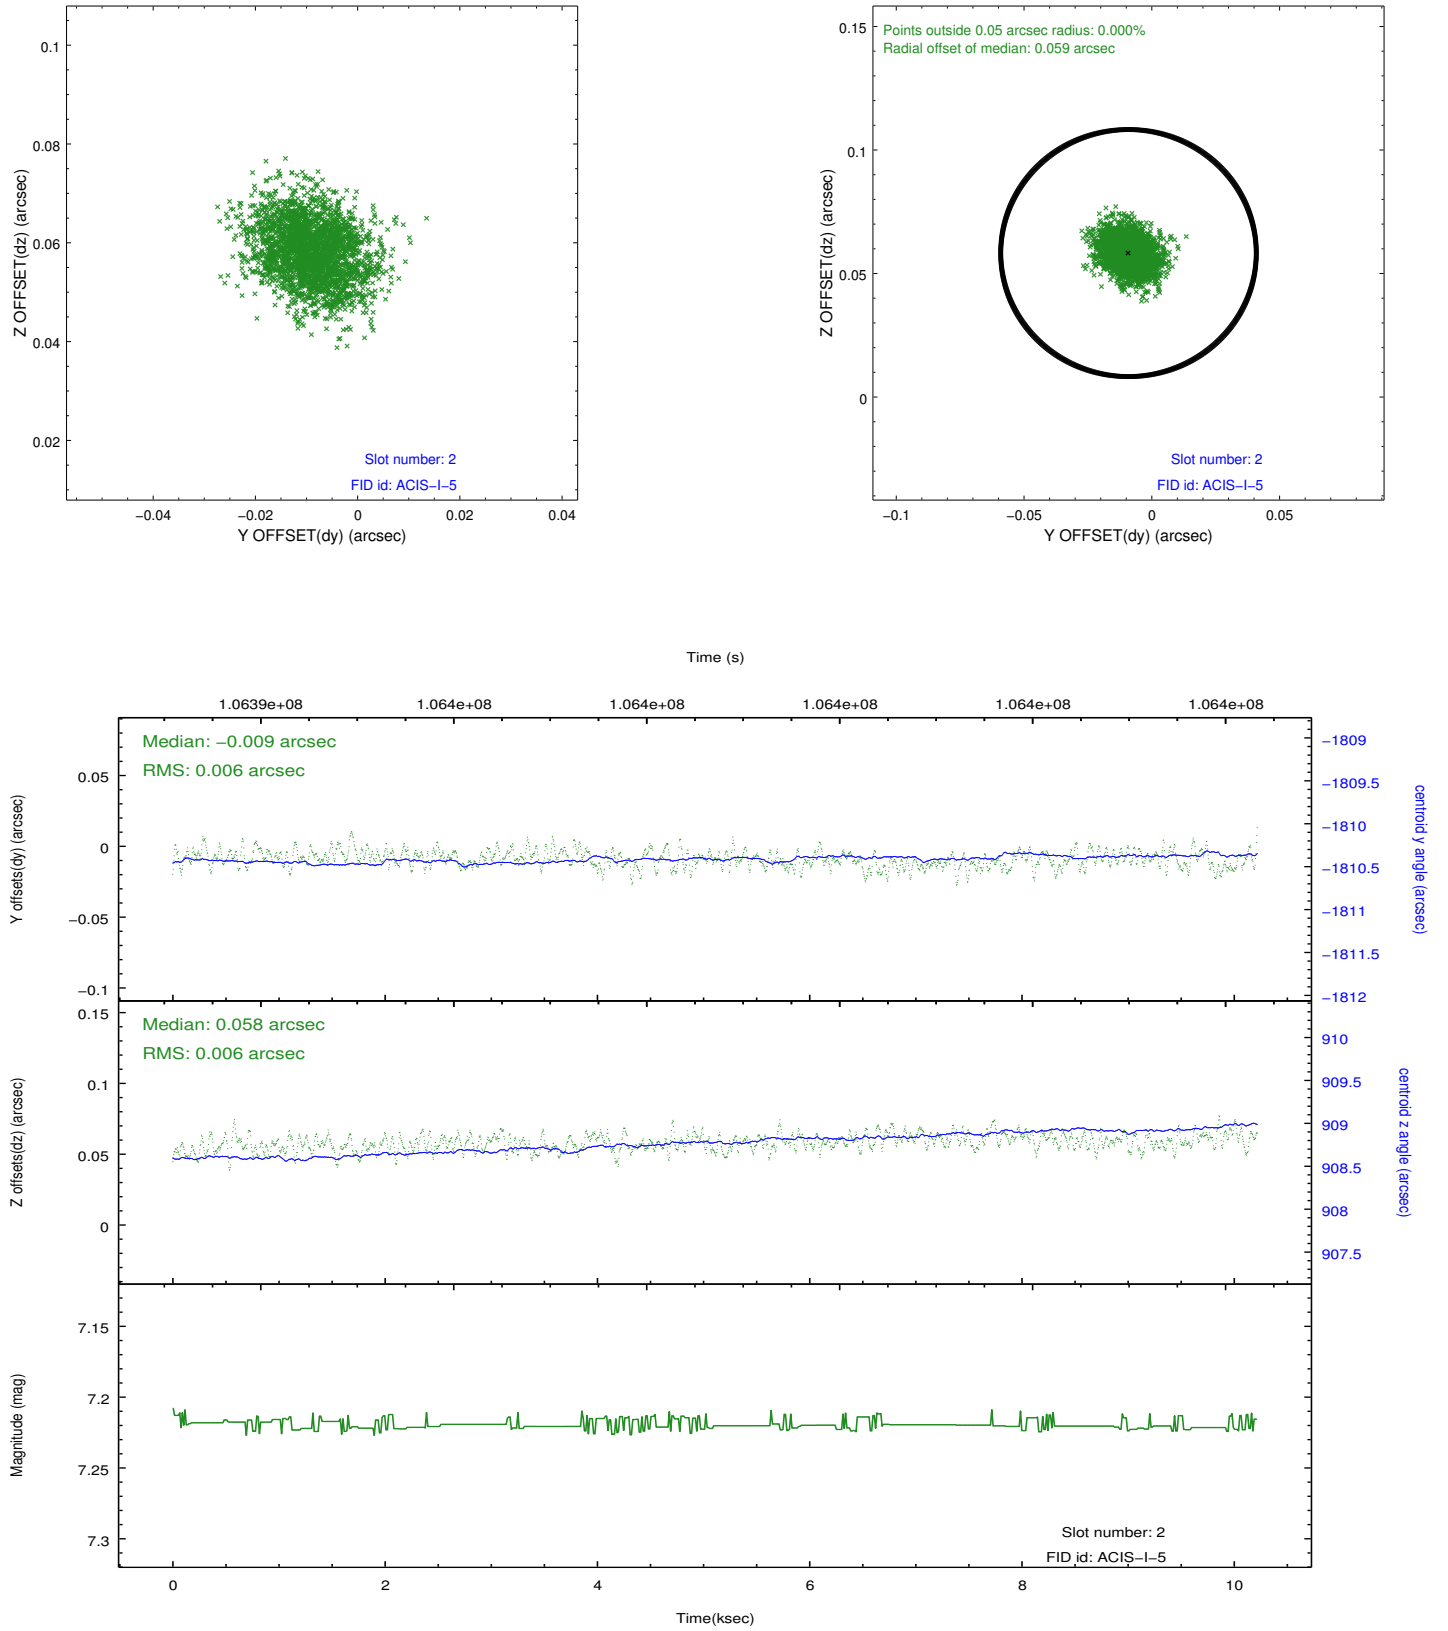 0.1
0.08
0.06
0.04
0.02
Z OFFSET(dz) (arcsec)
−0.04 −0.02 0 0.02 0.04
Y OFFSET(dy) (arcsec)
Slot number: 2
FID id: ACIS−I−5
Points outside 0.05 arcsec radius: 0.000%
Radial offset of median: 0.059 arcsec
0.15
0.1
0.05
0
Z OFFSET(dz) (arcsec)
−0.1 −0.05 0 0.05
Y OFFSET(dy) (arcsec)
Slot number: 2
FID id: ACIS−I−5
Time (s)
1.0639e+08 1.064e+08 1.064e+08 1.064e+08 1.064e+08 1.064e+08
Median: −0.009 arcsec
RMS: 0.006 arcsec
0.05
0
−0.05
−0.1
Y offsets(dy) (arcsec)
−1809
−1809.5
−1810
−1810.5
−1811
−1811.5
−1812
centroid y angle (arcsec)
Median: 0.058 arcsec
RMS: 0.006 arcsec
0.15
0.1
0.05
0
Z offsets(dz) (arcsec)
910
909.5
909
908.5
908
907.5
centroid z angle (arcsec)
7.15
7.2
7.25
7.3
Magnitude (mag)
Slot number: 2
FID id: ACIS−I−5
0 2 4 6 8 10
Time(ksec)